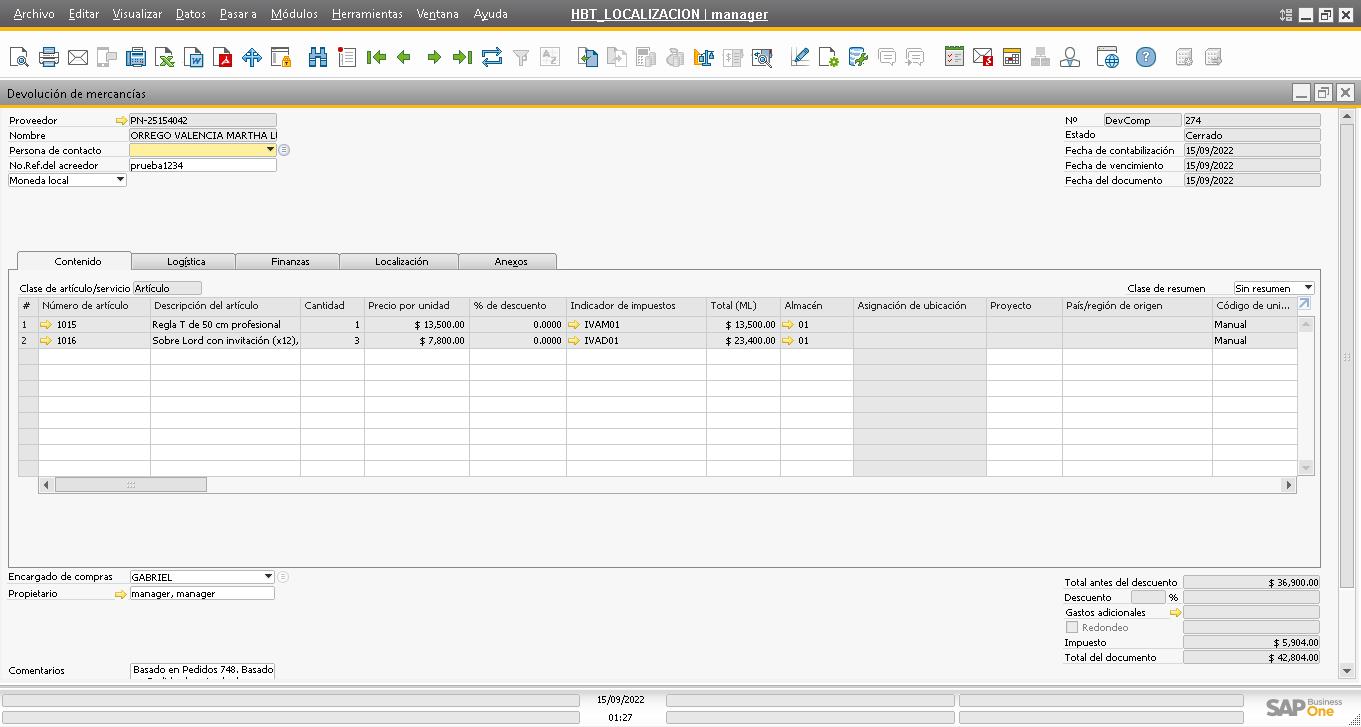 Archivo Editar Visualizar Datos Pasar a Módulos Herramientas Ventana Ayuda HBT_LOCALIZACION | manager
Devolución de mercancías
Proveedor PN-25154042
Nombre ORREGO VALENCIA MARTHA
Persona de contacto
No.Ref.del acreedor prueba1234
Moneda local
Nº DevComp 274
Estado Cerrado
Fecha de contabilización 15/09/2022
Fecha de vencimiento 15/09/2022
Fecha del documento 15/09/2022
Contenido Logística Finanzas Localización Anexos
Clase de artículo/servicio Artículo Clase de resumen Sin resumen
# Número de artículo Descripción del artículo Cantidad Precio por unidad % de descuento Indicador de impuestos Total (ML) Almacén Asignación de ubicación Proyecto País/región de origen Código de uni...
1 1015 Regla T de 50 cm profesional 1 $ 13,500.00 0.0000 IVAM01 $ 13,500.00 01 Manual
2 1016 Sobre Lord con invitación (x12), 3 $ 7,800.00 0.0000 IVAD01 $ 23,400.00 01 Manual
Encargado de compras GABRIEL
Propietario manager, manager
Total antes del descuento $ 36,900.00
Descuento %
Gastos adicionales
Redondeo
Impuesto $ 5,904.00
Total del documento $ 42,804.00
Comentarios Basado en Pedidos 748. Basado
15/09/2022
01:27
SAP Business One